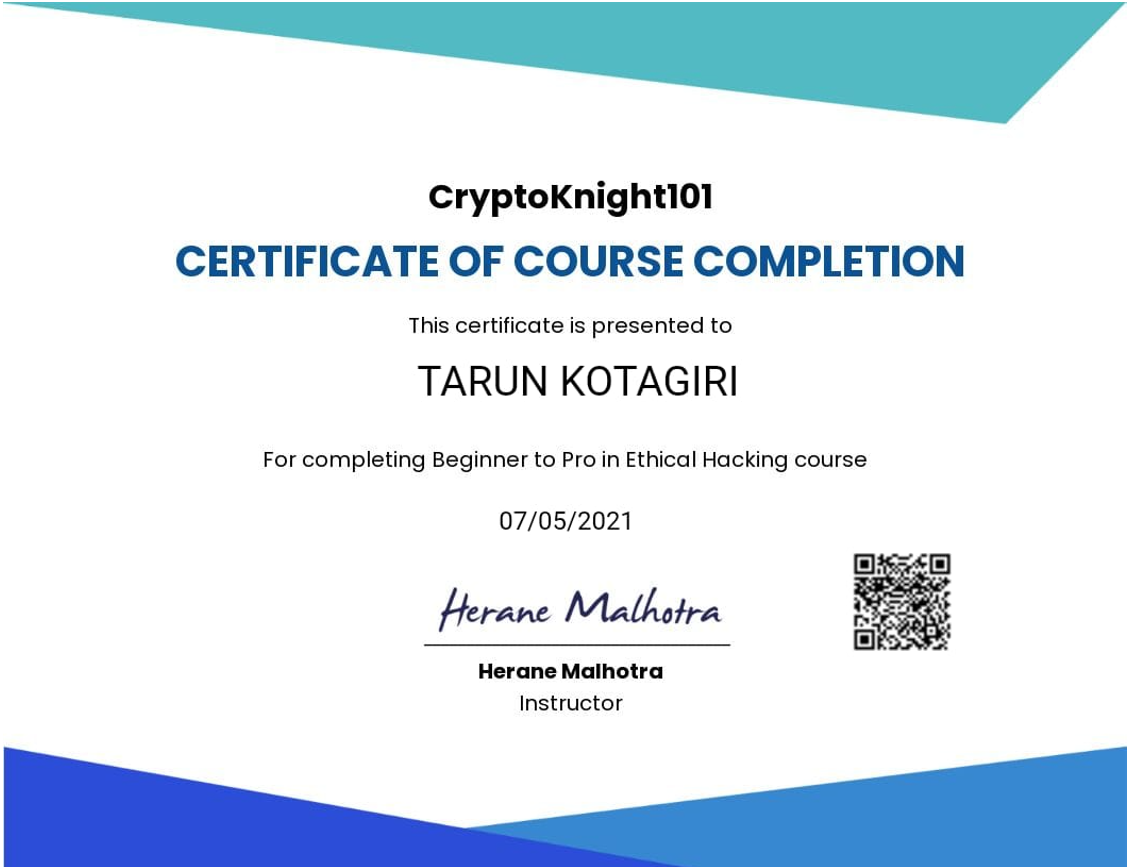 CryptoKnight101
CERTIFICATE OF COURSE COMPLETION
This certificate is presented to
TARUN KOTAGIRI
For completing Beginner to Pro in Ethical Hacking course
07/05/2021
Herane Malhotra
Herane Malhotra
Instructor